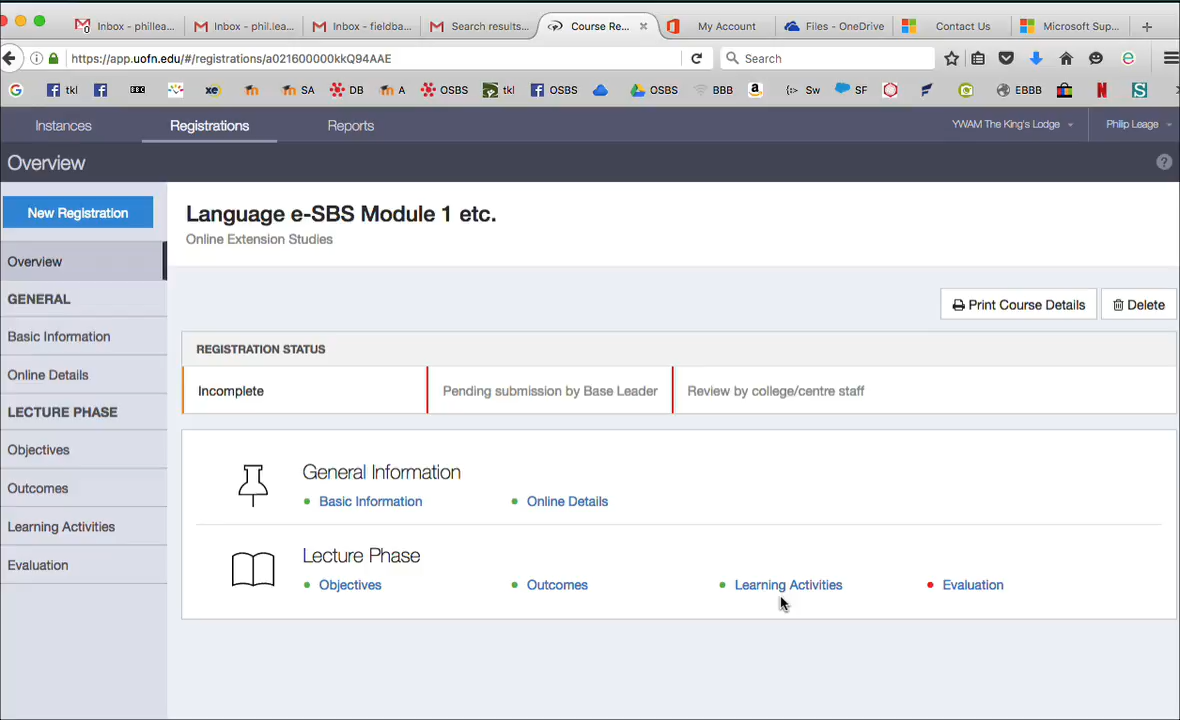 Inbox - phillea...
Inbox - phil.lea...
Inbox - fieldba...
Search results...
Course Re...
My Account
Files - OneDrive
Contact Us
Microsoft Sup...
https://app.uofn.edu/#/registrations/a021600000kkQ94AAE
Search
tkl
BBC
xe
SA
DB
A
OSBS
tkl
OSBS
OSBS
BBB
Sw
SF
EBBB
Instances
Registrations
Reports
YWAM The King's Lodge
Philip Leage
Overview
New Registration
Overview
GENERAL
Basic Information
Online Details
LECTURE PHASE
Objectives
Outcomes
Learning Activities
Evaluation
Language e-SBS Module 1 etc.
Online Extension Studies
Print Course Details
Delete
REGISTRATION STATUS
Incomplete
Pending submission by Base Leader
Review by college/centre staff
General Information
Basic Information
Online Details
Lecture Phase
Objectives
Outcomes
Learning Activities
Evaluation